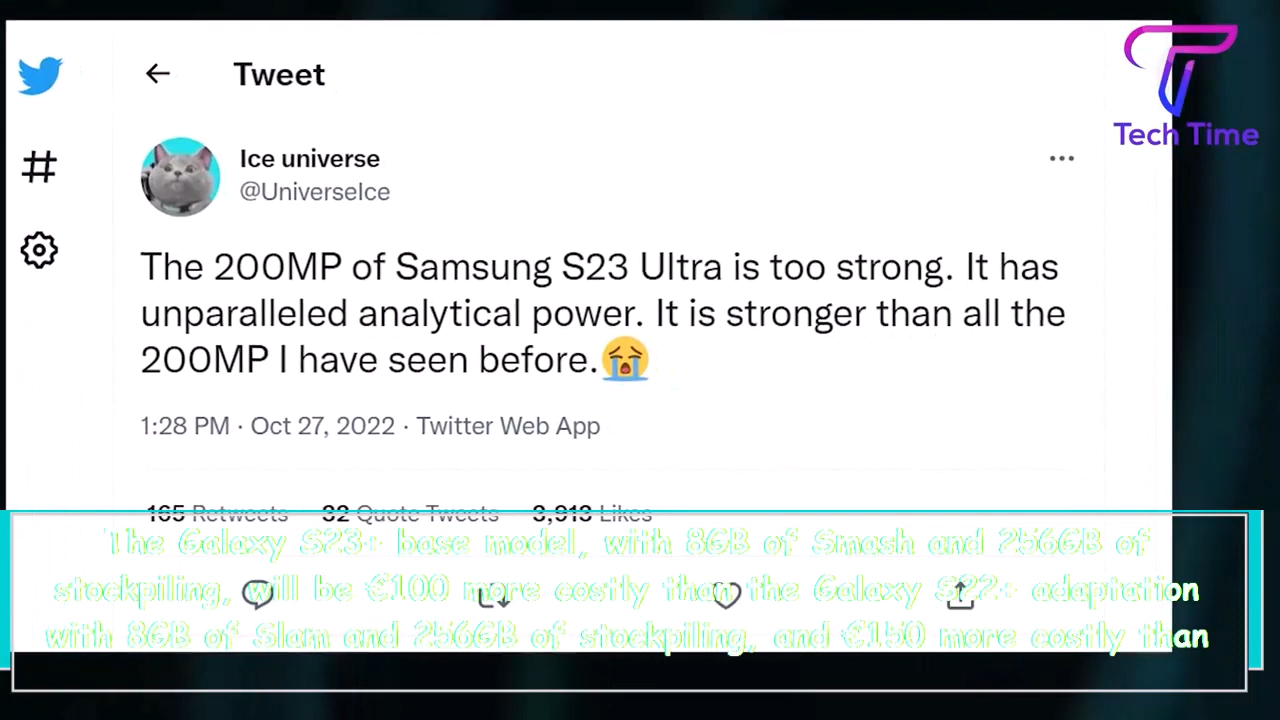 Tweet
Tech Time
Ice universe
@UniverseIce
The 200MP of Samsung S23 Ultra is too strong. It has
unparalleled analytical power. It is stronger than all the
200MP I have seen before.😭
1:28 PM · Oct 27, 2022 · Twitter Web App
165 Retweets 32 Quote Tweets 3,913 Likes
The Galaxy S23+ base model, with 8GB of Smash and 256GB of
stockpiling, will be €100 more costly than the Galaxy S22+ adaptation
with 8GB of Slam and 256GB of stockpiling, and €150 more costly than